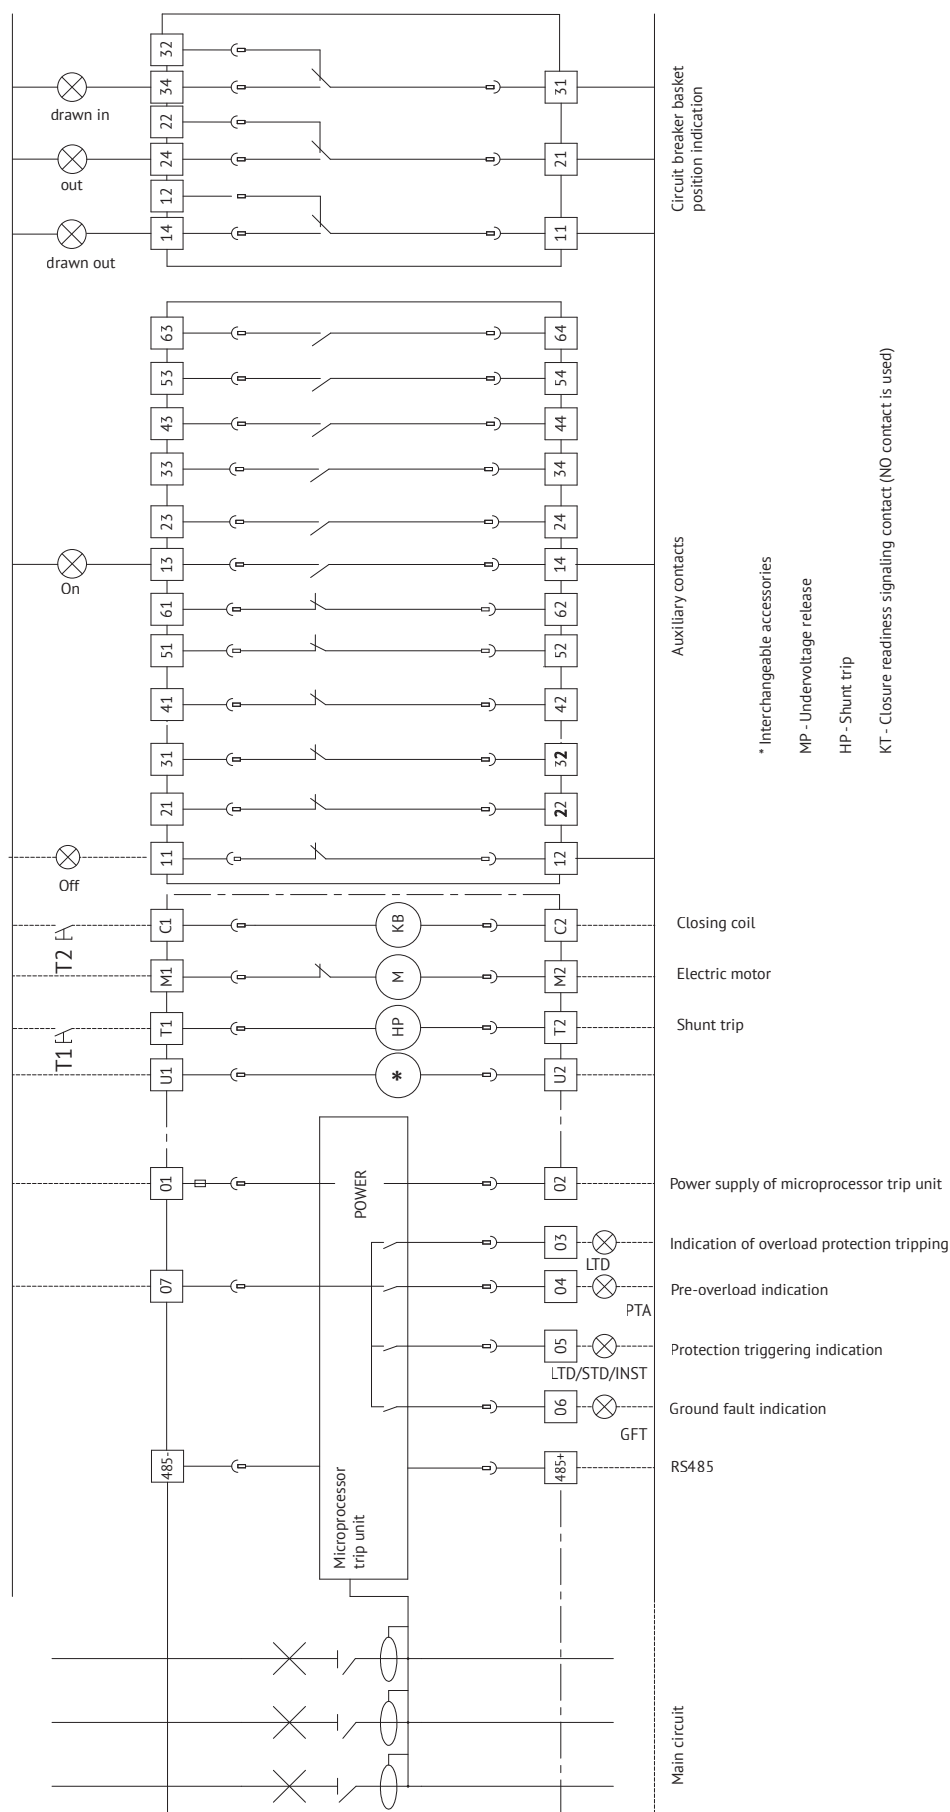 32
34
31
drawn in
22
24
21
out
12
14
11
drawn out
Circuit breaker basket
position indication
63
64
53
54
43
44
33
34
23
24
13
14
On
61
62
51
52
41
42
31
32
21
22
11
12
Off
Auxiliary contacts
* Interchangeable accessories
MP - Undervoltage release
HP - Shunt trip
KT - Closure readiness signaling contact (NO contact is used)
C1
KB
C2
Closing coil
T2
M1
M
M2
Electric motor
T1
HP
T2
Shunt trip
T1
U1
*
U2
01
POWER
02
Power supply of microprocessor trip unit
03
Indication of overload protection tripping
LTD
07
04
Pre-overload indication
PTA
05
Protection triggering indication
LTD/STD/INST
06
Ground fault indication
GFT
485-
485+
RS485
Microprocessor
trip unit
Main circuit